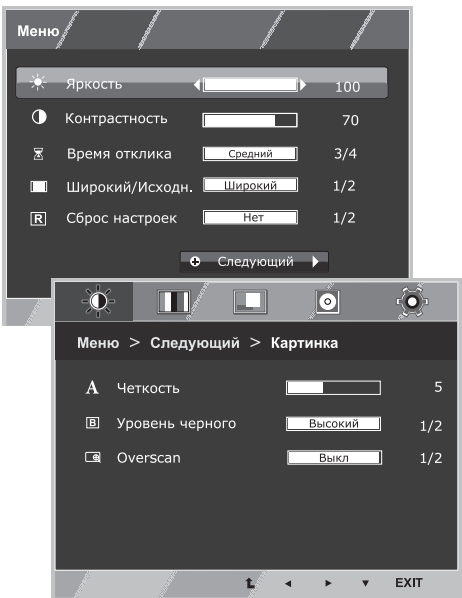 Меню
Яркость 100
Контрастность 70
Время отклика Средний 3/4
Широкий/Исходн. Широкий 1/2
R Сброс настроек Нет 1/2
Следующий
Меню > Следующий > Картинка
A Четкость 5
B Уровень черного Высокий 1/2
Overscan Выкл 1/2
EXIT